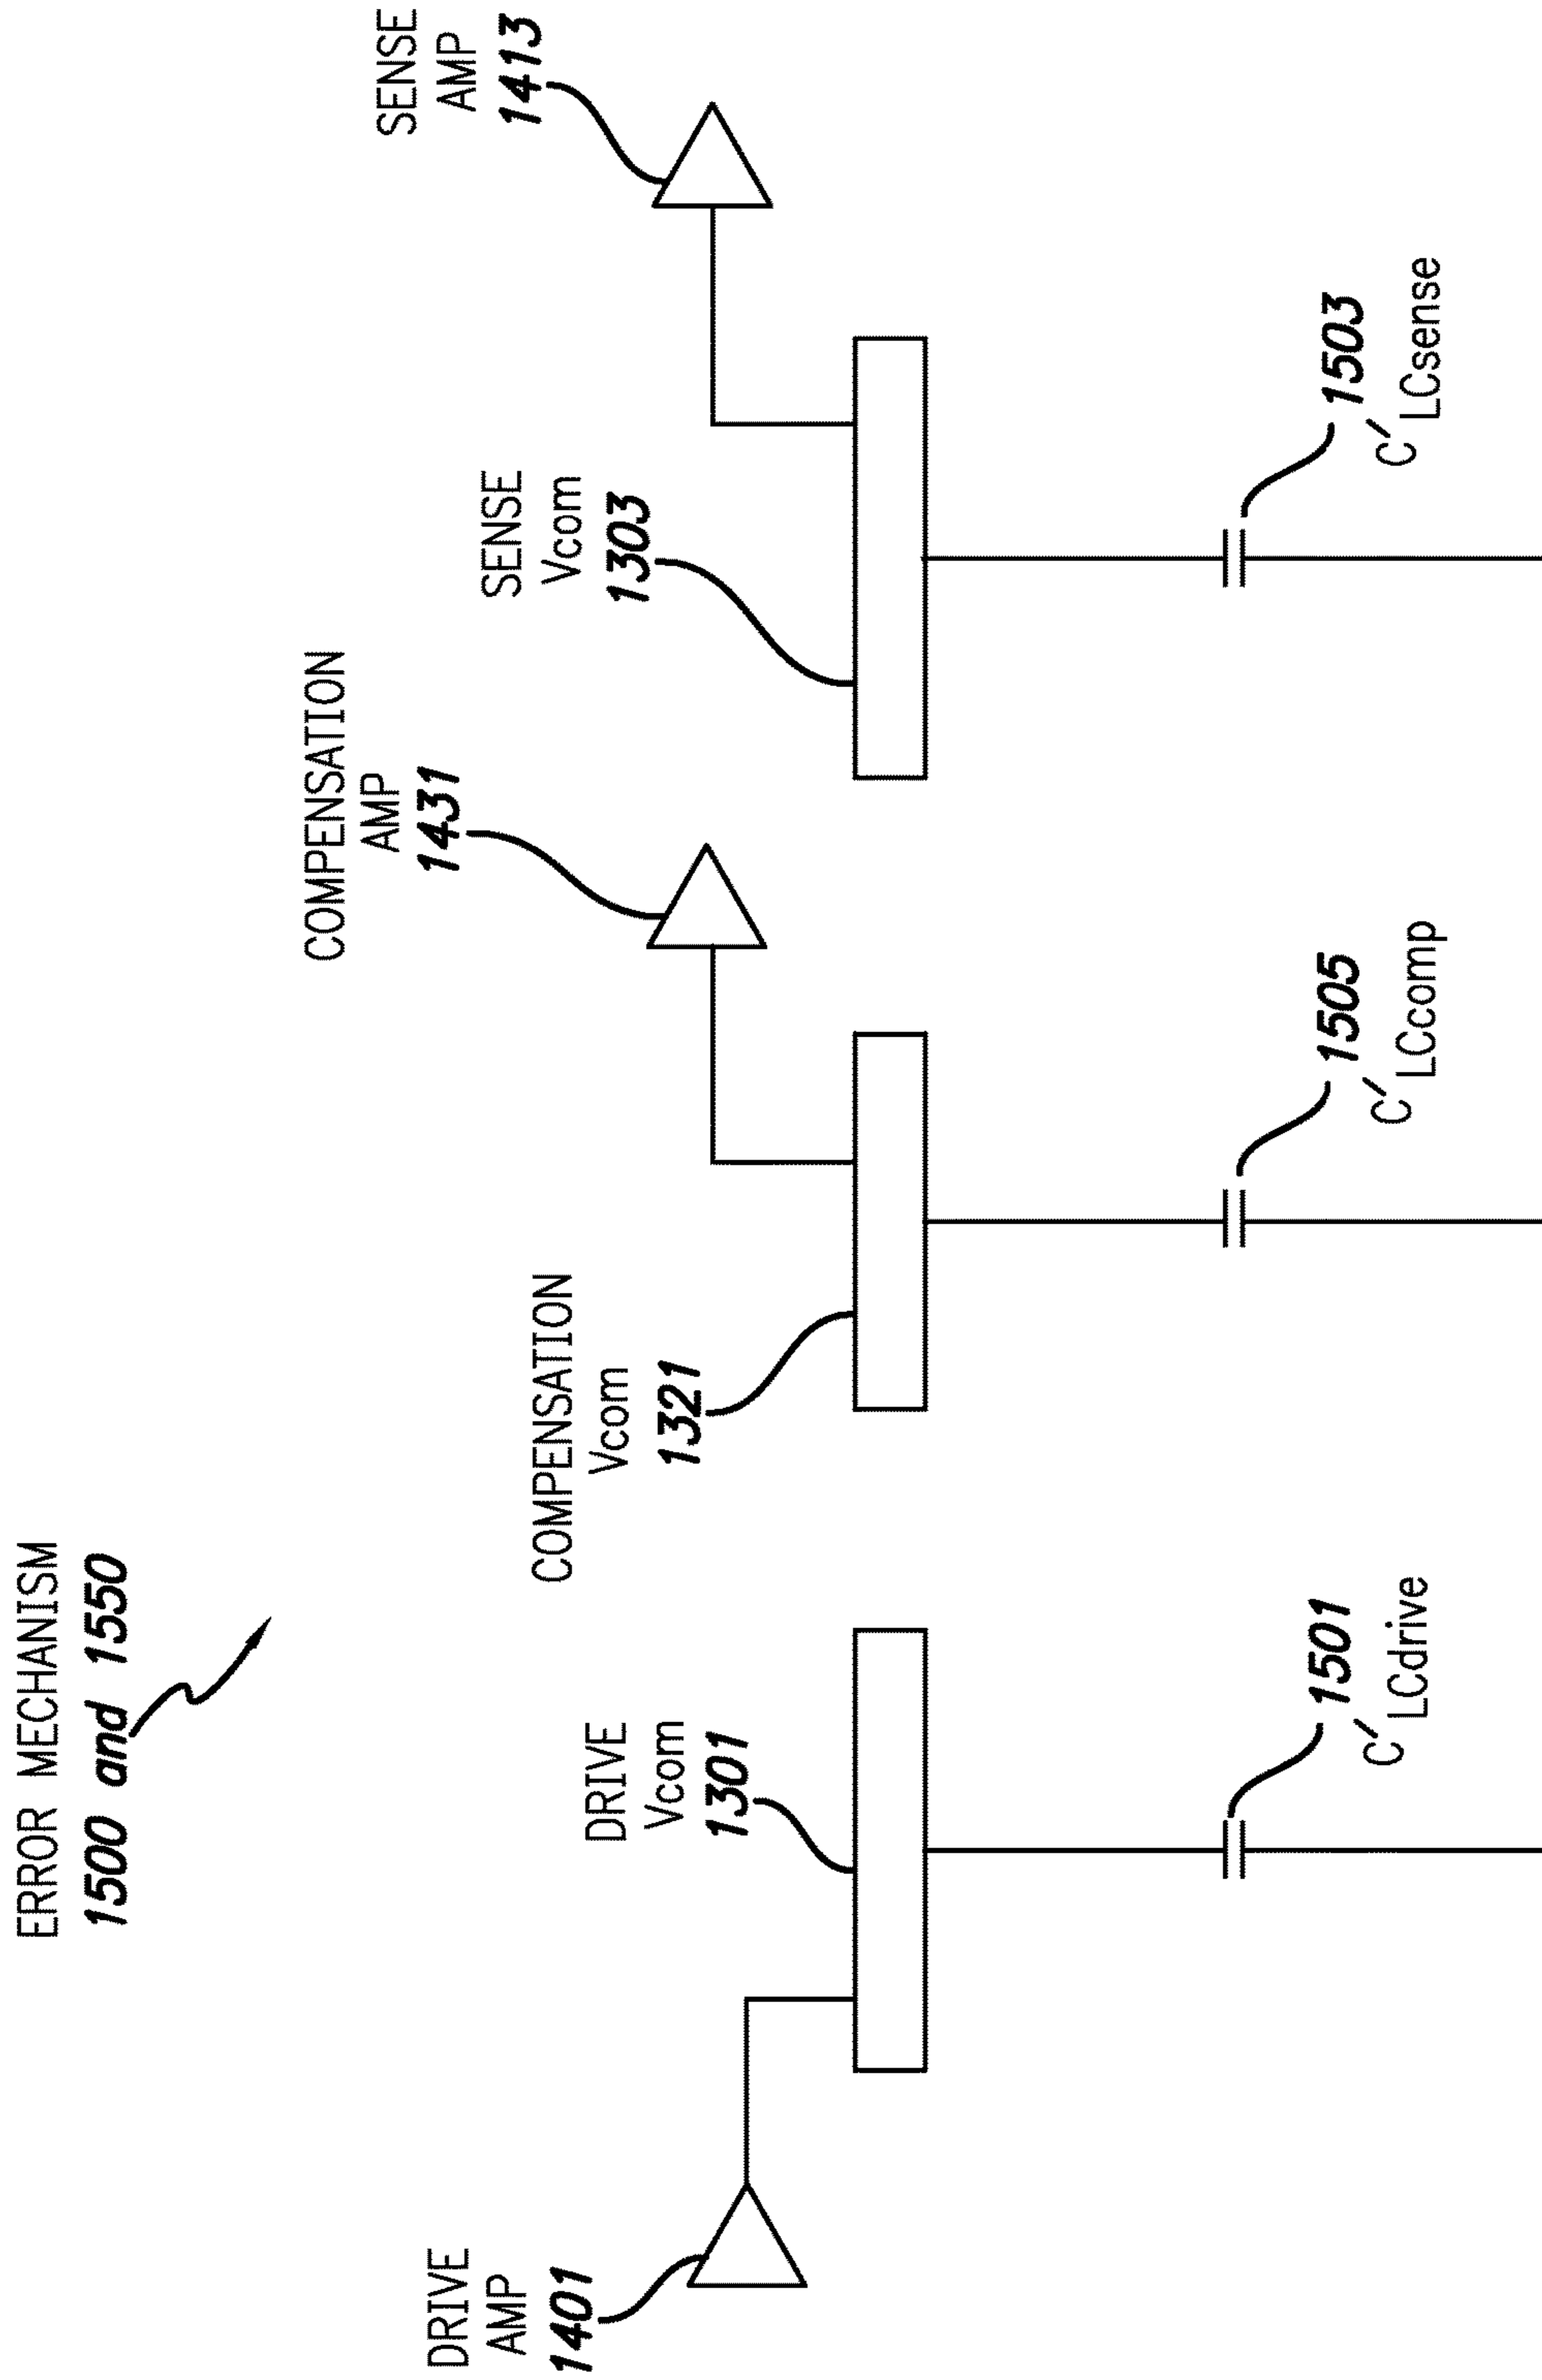 ERROR MECHANISM
1500 and 1550
DRIVE
AMP
1401
DRIVE
Vcom
1301
COMPENSATION
Vcom
1321
COMPENSATION
AMP
1431
SENSE
Vcom
1303
SENSE
AMP
1413
1501
C′LCdrive
1505
C′LCcomp
1503
C′LCsense